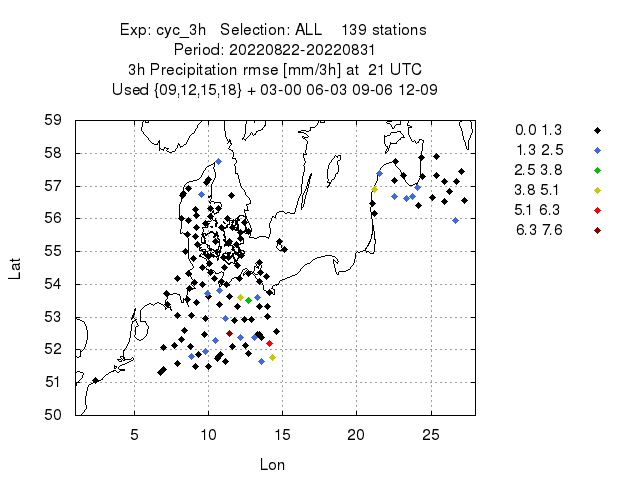 Exp: cyc_3h   Selection: ALL    139 stations
Period: 20220822-20220831
3h Precipitation rmse [mm/3h] at  21 UTC
Used {09,12,15,18} + 03-00 06-03 09-06 12-09
59
58
57
56
55
54
53
52
51
50
Lat
5 10 15 20 25
Lon
0.0 1.3
1.3 2.5
2.5 3.8
3.8 5.1
5.1 6.3
6.3 7.6